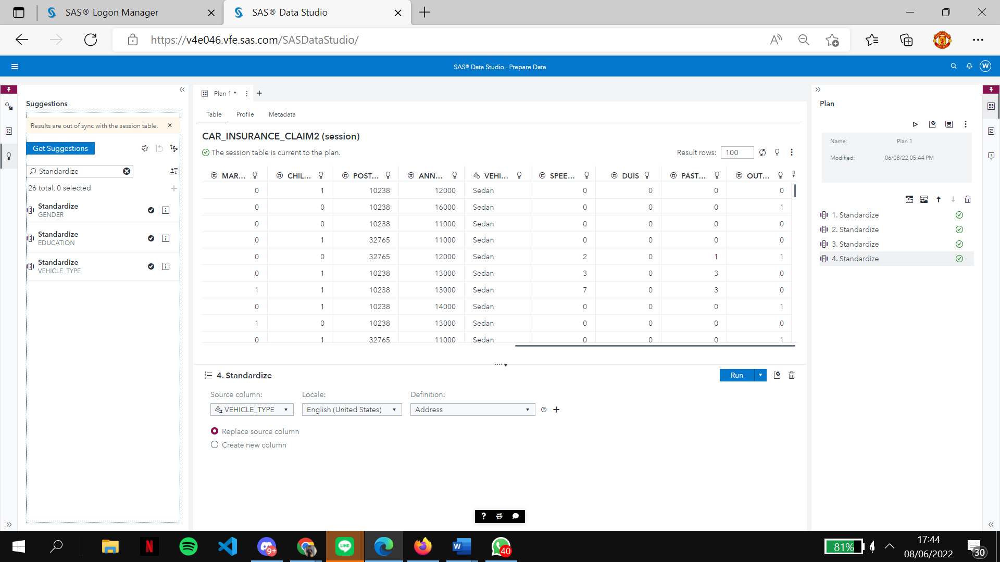 SAS® Logon Manager
SAS® Data Studio
https://v4e046.vfe.sas.com/SASDataStudio/
SAS® Data Studio - Prepare Data
W
Suggestions
Results are out of sync with the session table.
Get Suggestions
Standardize
26 total, 0 selected
Standardize
GENDER
Standardize
EDUCATION
Standardize
VEHICLE_TYPE
Plan 1 *
Table Profile Metadata
CAR_INSURANCE_CLAIM2 (session)
The session table is current to the plan.
Result rows: 100
MAR... CHIL... POST... ANN... VEHI... SPEE... DUIS PAST... OUT...
0 1 10238 12000 Sedan 0 0 0 0
0 0 10238 16000 Sedan 0 0 0 1
0 0 10238 11000 Sedan 0 0 0 0
0 1 32765 11000 Sedan 0 0 0 0
0 0 32765 12000 Sedan 2 0 1 1
0 1 10238 13000 Sedan 3 0 3 0
1 1 10238 13000 Sedan 7 0 3 0
0 1 10238 14000 Sedan 0 0 0 1
1 0 10238 13000 Sedan 0 0 0 0
0 1 32765 11000 Sedan 0 0 0 1
4. Standardize
Run
Source column: Locale: Definition:
VEHICLE_TYPE English (United States) Address
Replace source column
Create new column
Plan
Name: Plan 1
Modified: 06/08/22 05:44 PM
1. Standardize
2. Standardize
3. Standardize
4. Standardize
9+
LINE
W
40
81%
17:44
08/06/2022
30